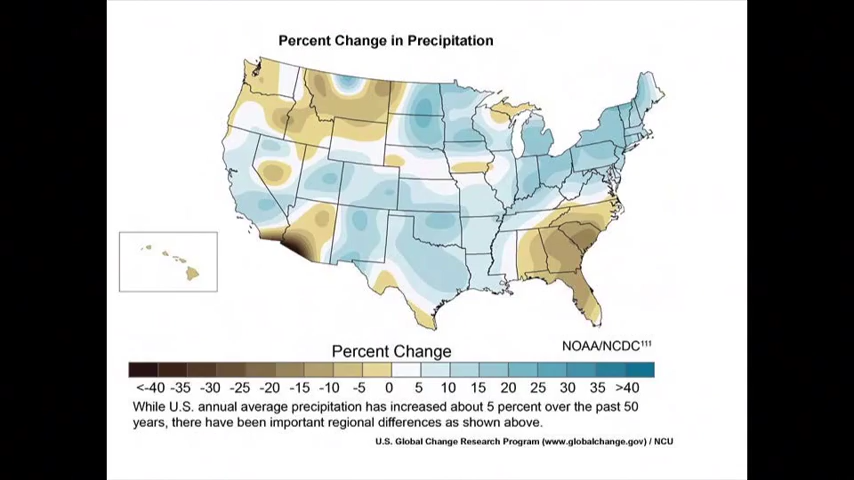 Percent Change in Precipitation
NOAA/NCDC¹¹¹
Percent Change
<-40 -35 -30 -25 -20 -15 -10 -5 0 5 10 15 20 25 30 35 >40
While U.S. annual average precipitation has increased about 5 percent over the past 50
years, there have been important regional differences as shown above.
U.S. Global Change Research Program (www.globalchange.gov) / NCU